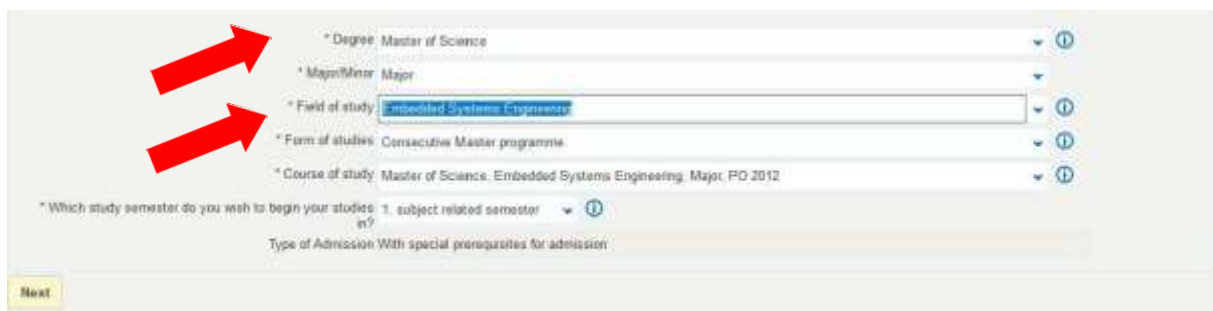 * Degree Master of Science
* Major/Minor Major
* Field of study Embedded Systems Engineering
* Form of studies Consecutive Master programme
* Course of study Master of Science, Embedded Systems Engineering, Major, PO 2012
* Which study semester do you wish to begin your studies in? 1. subject related semester
Type of Admission With special prerequisites for admission
Next